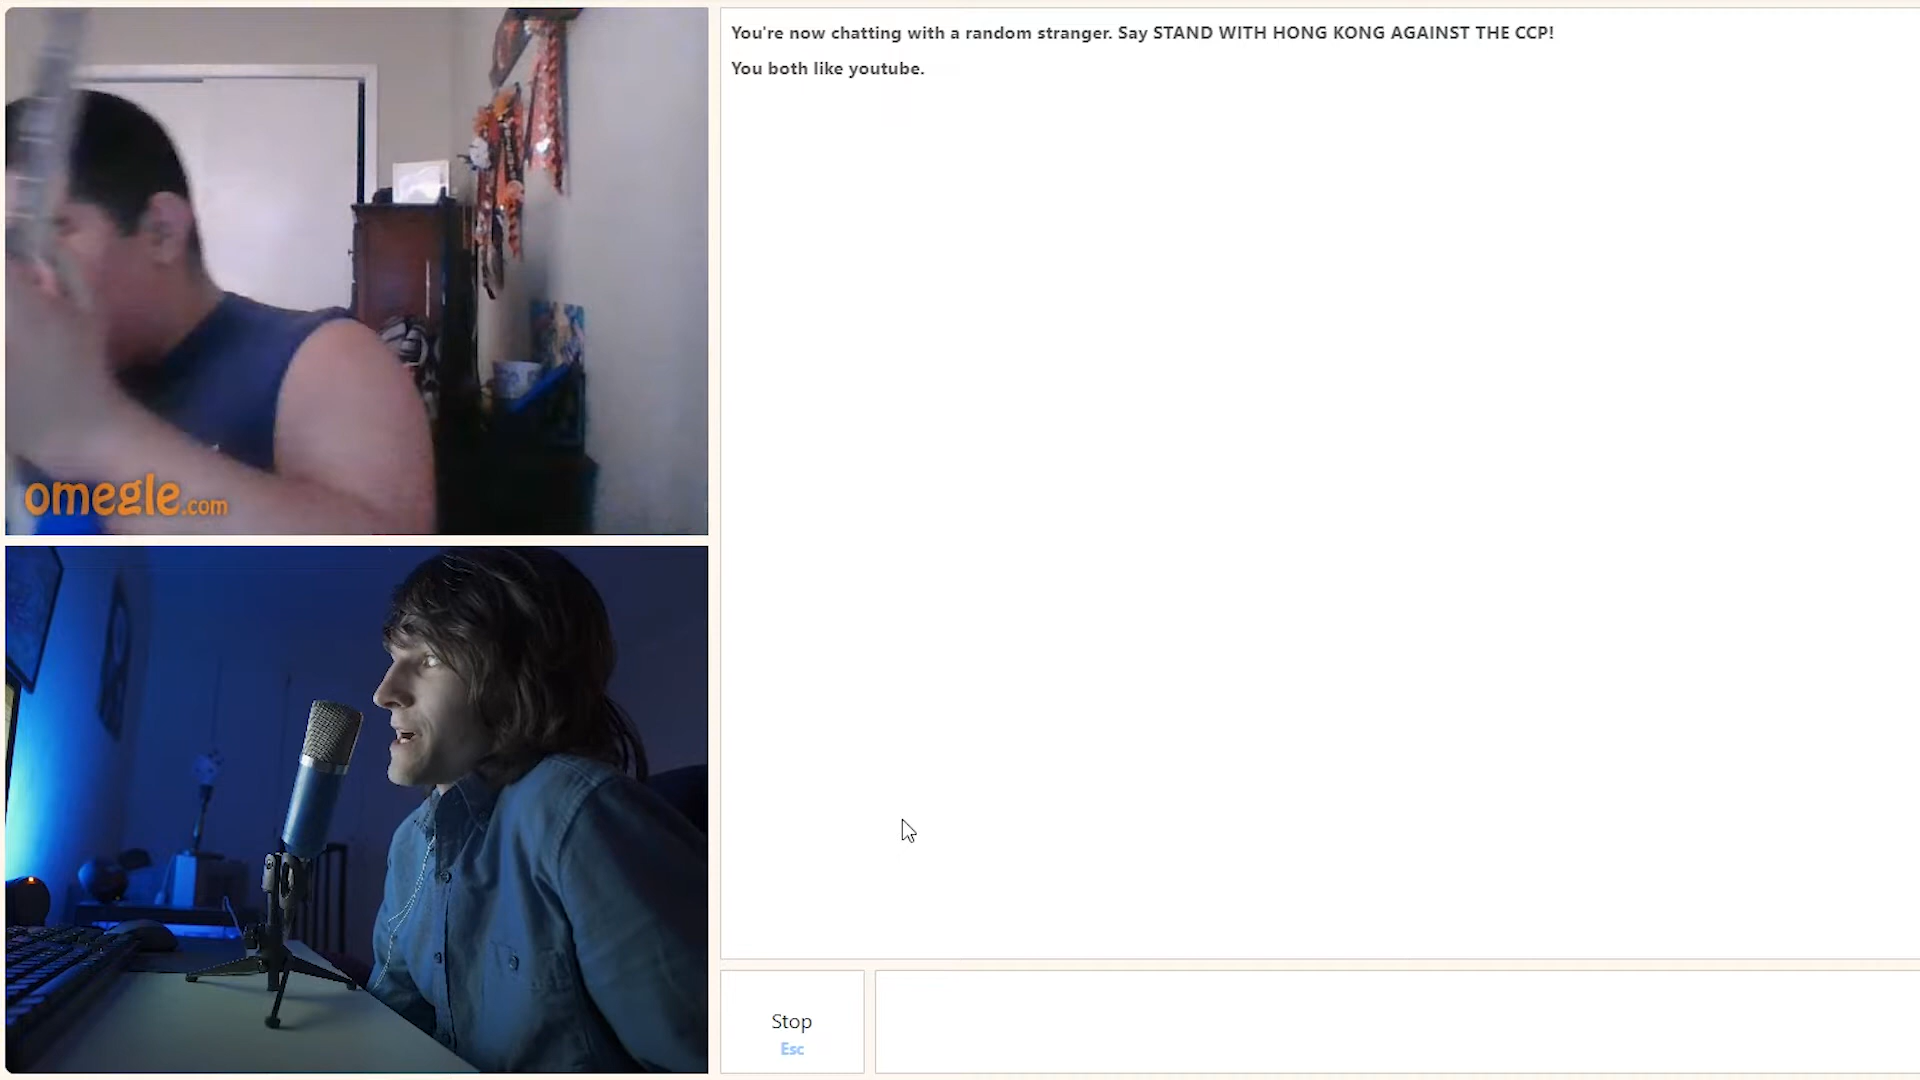 You're now chatting with a random stranger. Say STAND WITH HONG KONG AGAINST THE CCP!
You both like youtube.
omegle.com
Stop
Esc